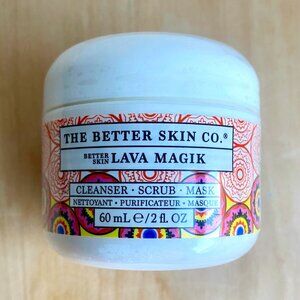 THE BETTER SKIN CO.®
BETTER SKIN LAVA MAGIK
CLEANSER · SCRUB · MASK
NETTOYANT · PURIFICATEUR · MASQUE
60 mL ℮/2 fl. OZ